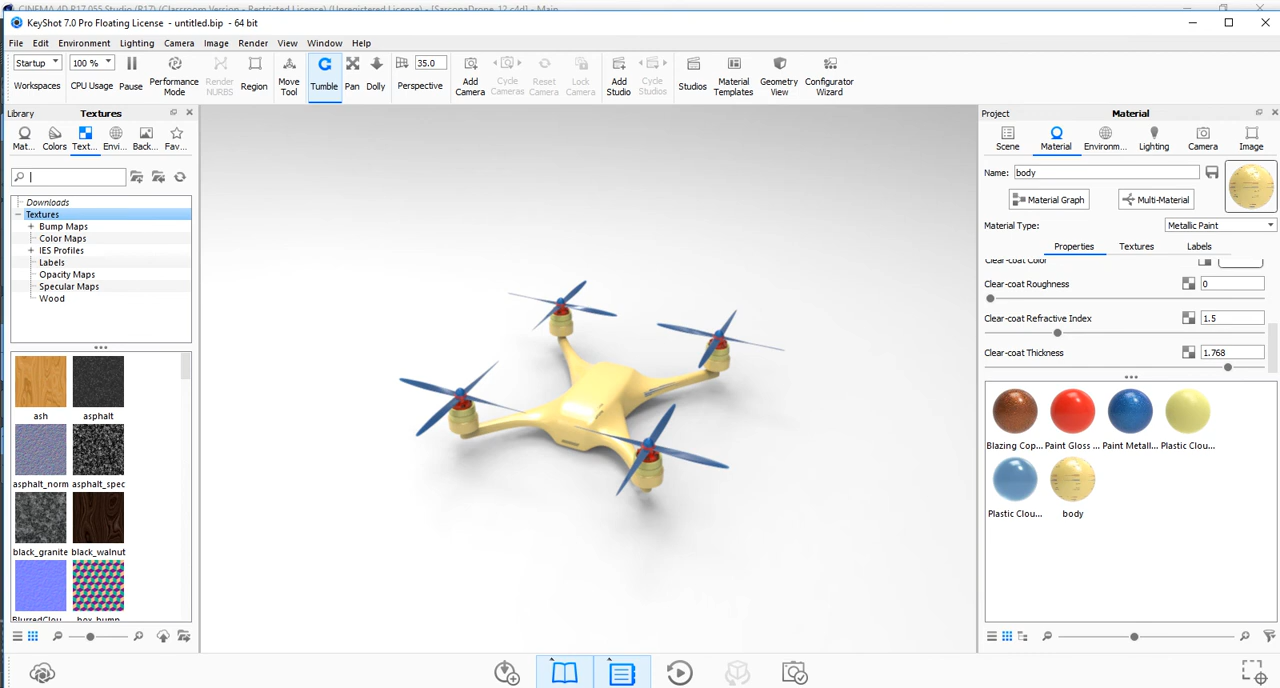 CINEMA 4D R17.055 Studio (R17) (Classroom Version - Restricted License) (Unregistered License) - [SarconaDrone_12.c4d] - Main
KeyShot 7.0 Pro Floating License - untitled.bip - 64 bit
File Edit Environment Lighting Camera Image Render View Window Help
Startup 100 % 35.0
Workspaces CPU Usage Pause Performance Mode Render NURBS Region Move Tool Tumble Pan Dolly Perspective Add Camera Cycle Cameras Reset Camera Lock Camera Add Studio Cycle Studios Studios Material Templates Geometry View Configurator Wizard
Library Textures
Mat... Colors Text... Envi... Back... Fav...
Downloads
Textures
Bump Maps
Color Maps
IES Profiles
Labels
Opacity Maps
Specular Maps
Wood
ash asphalt
asphalt_norm asphalt_spec
black_granite black_walnut
BlurredClou box_bump
Project Material
Scene Material Environm... Lighting Camera Image
Name: body
Material Graph Multi-Material
Material Type: Metallic Paint
Properties Textures Labels
Clear-coat Color
Clear-coat Roughness 0
Clear-coat Refractive Index 1.5
Clear-coat Thickness 1.768
Blazing Cop... Paint Gloss ... Paint Metall... Plastic Clou...
Plastic Clou... body